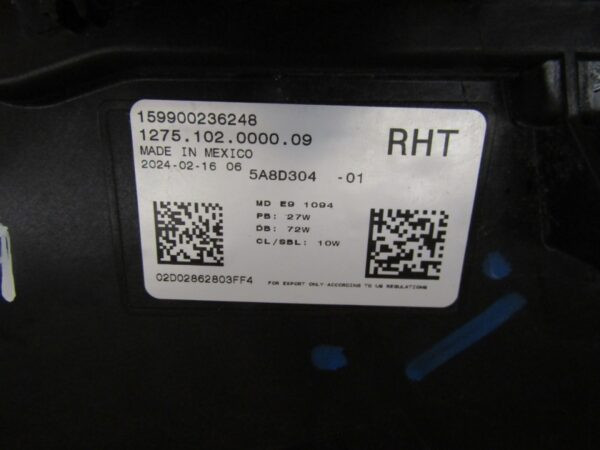 159900236248
1275.102.0000.09
RHT
MADE IN MEXICO
2024-02-16 06
5A8D304 -01
MD E9 1094
PB: 27W
DB: 72W
CL/SBL: 10W
02D02862803FF4
FOR EXPORT ONLY ACCORDING TO US REGULATIONS